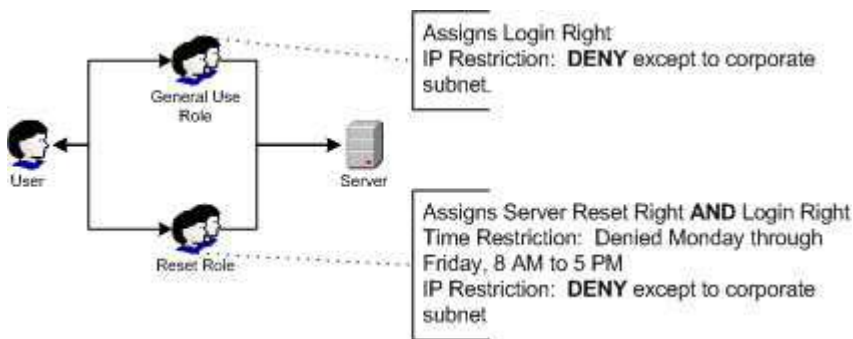 Assigns Login Right
IP Restriction: DENY except to corporate
subnet.
General Use
Role
User
Server
Assigns Server Reset Right AND Login Right
Time Restriction: Denied Monday through
Friday, 8 AM to 5 PM
IP Restriction: DENY except to corporate
subnet
Reset Role